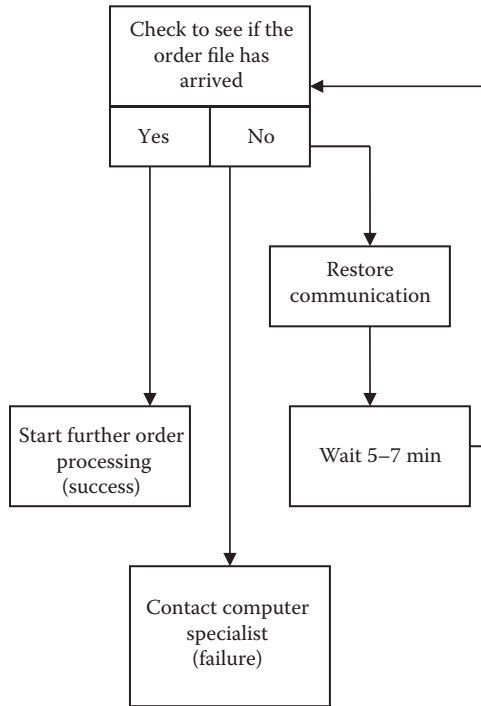 Check to see if the
order file has
arrived
Yes
No
Restore
communication
Start further order
processing
(success)
Wait 5–7 min
Contact computer
specialist
(failure)